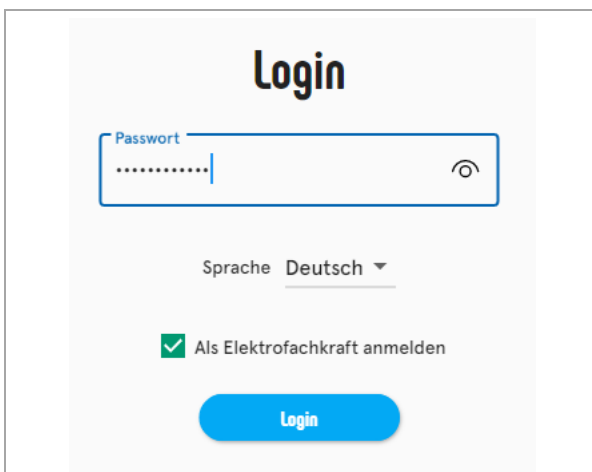 Login
Passwort
••••••••••••
Sprache Deutsch
Als Elektrofachkraft anmelden
Login